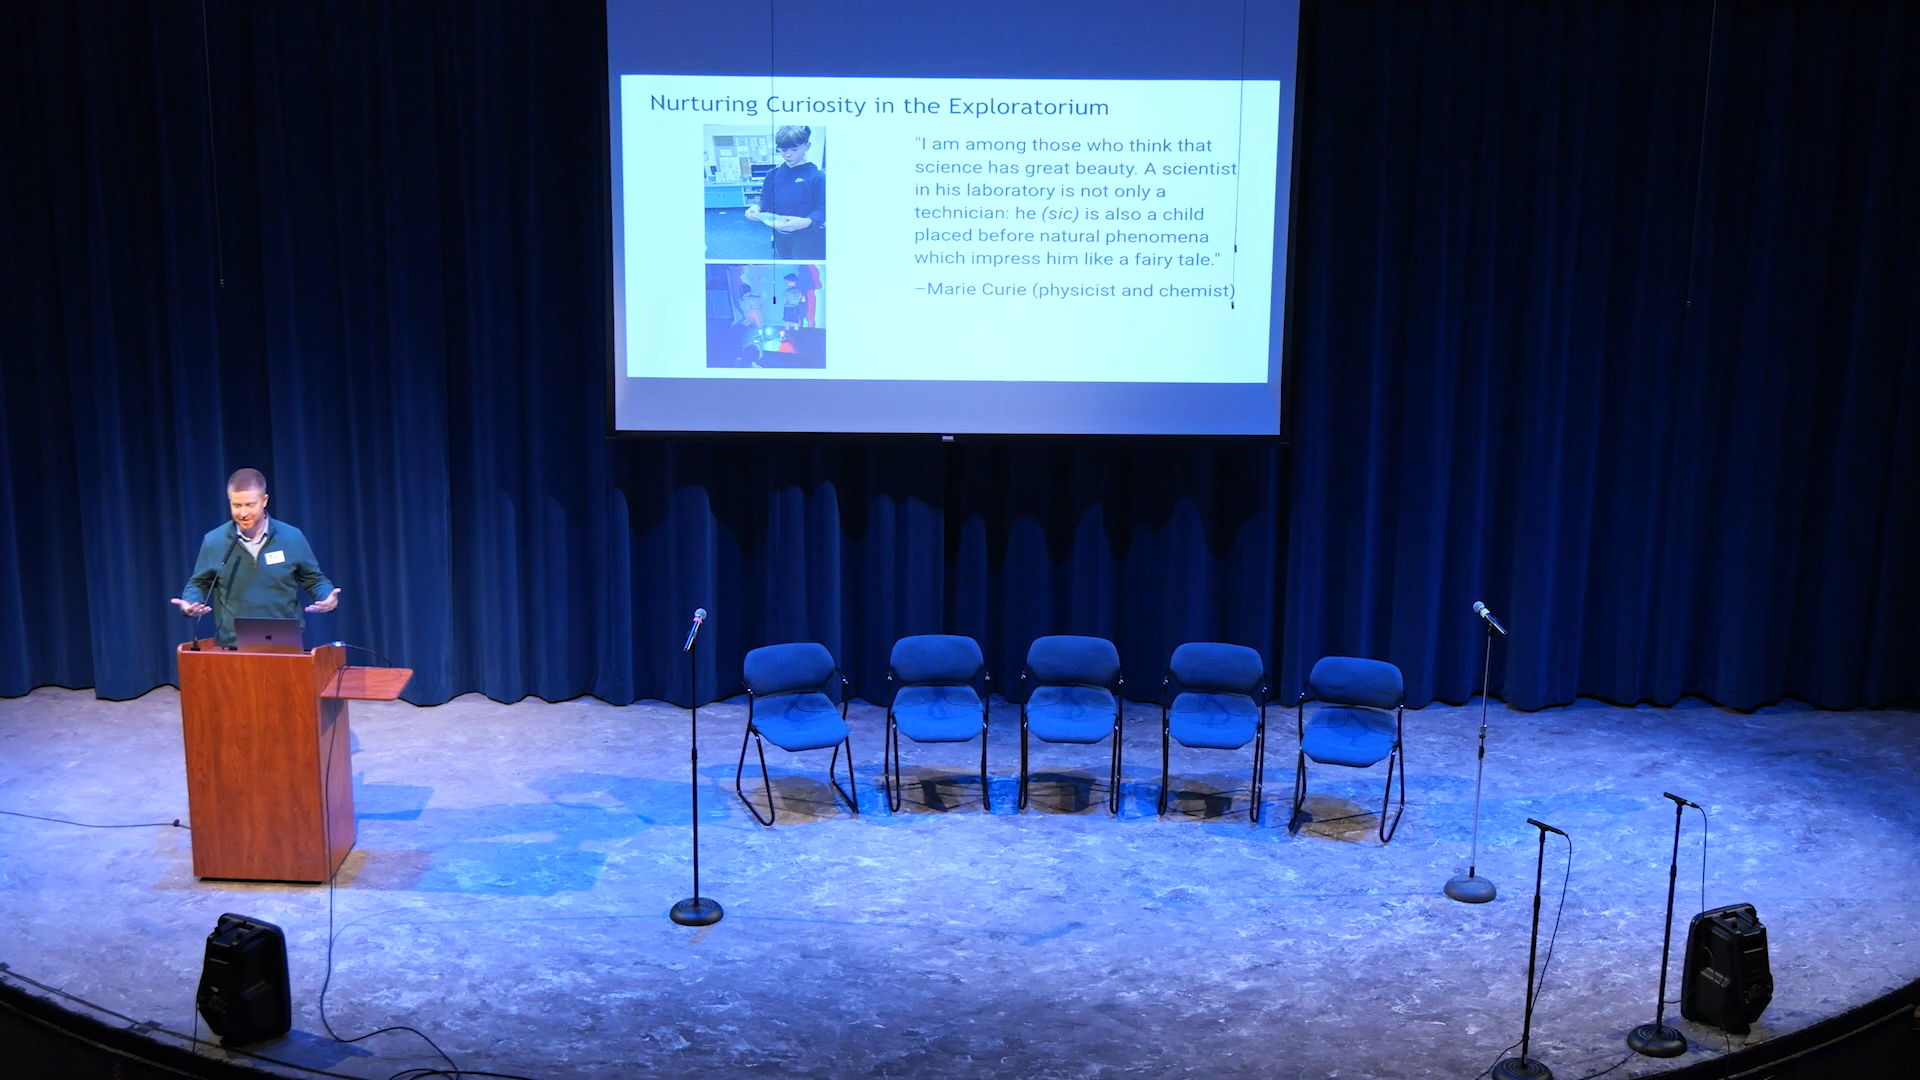 Nurturing Curiosity in the Exploratorium
"I am among those who think that
science has great beauty. A scientist
in his laboratory is not only a
technician: he (sic) is also a child
placed before natural phenomena
which impress him like a fairy tale."
–Marie Curie (physicist and chemist)